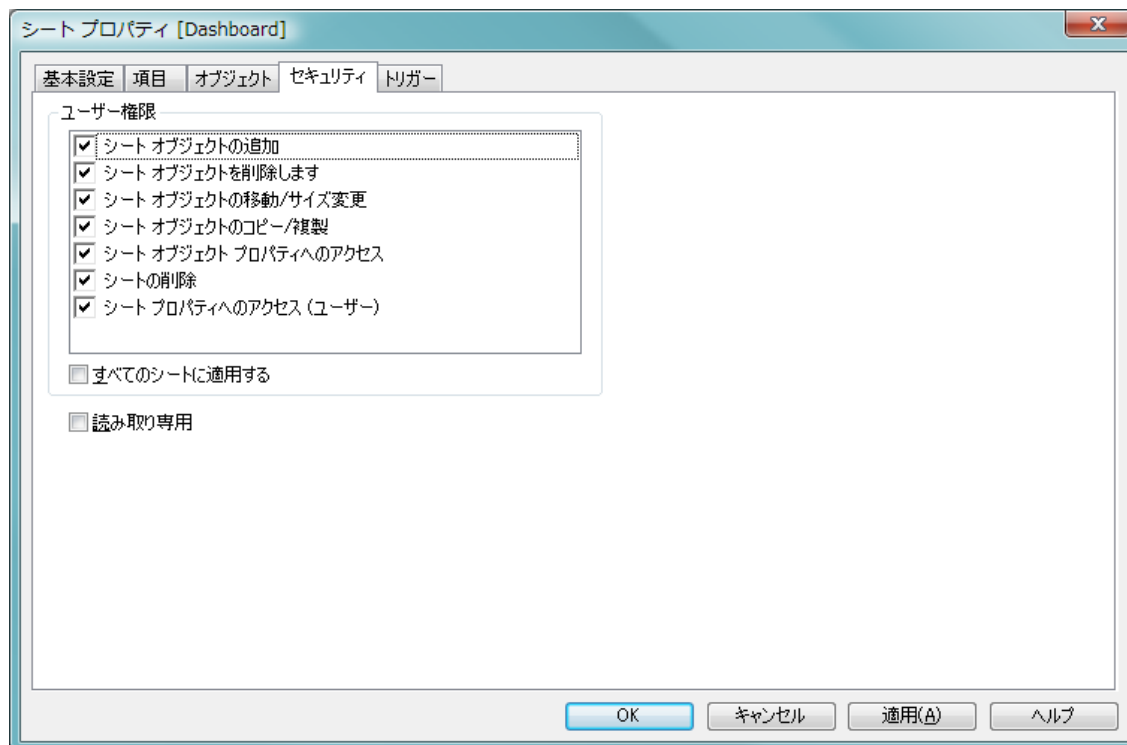 シート プロパティ [Dashboard]
基本設定 項目 オブジェクト セキュリティ トリガー
ユーザー権限
シート オブジェクトの追加
シート オブジェクトを削除します
シート オブジェクトの移動/サイズ変更
シート オブジェクトのコピー/複製
シート オブジェクト プロパティへのアクセス
シートの削除
シート プロパティへのアクセス (ユーザー)
すべてのシートに適用する
読み取り専用
OK キャンセル 適用(A) ヘルプ